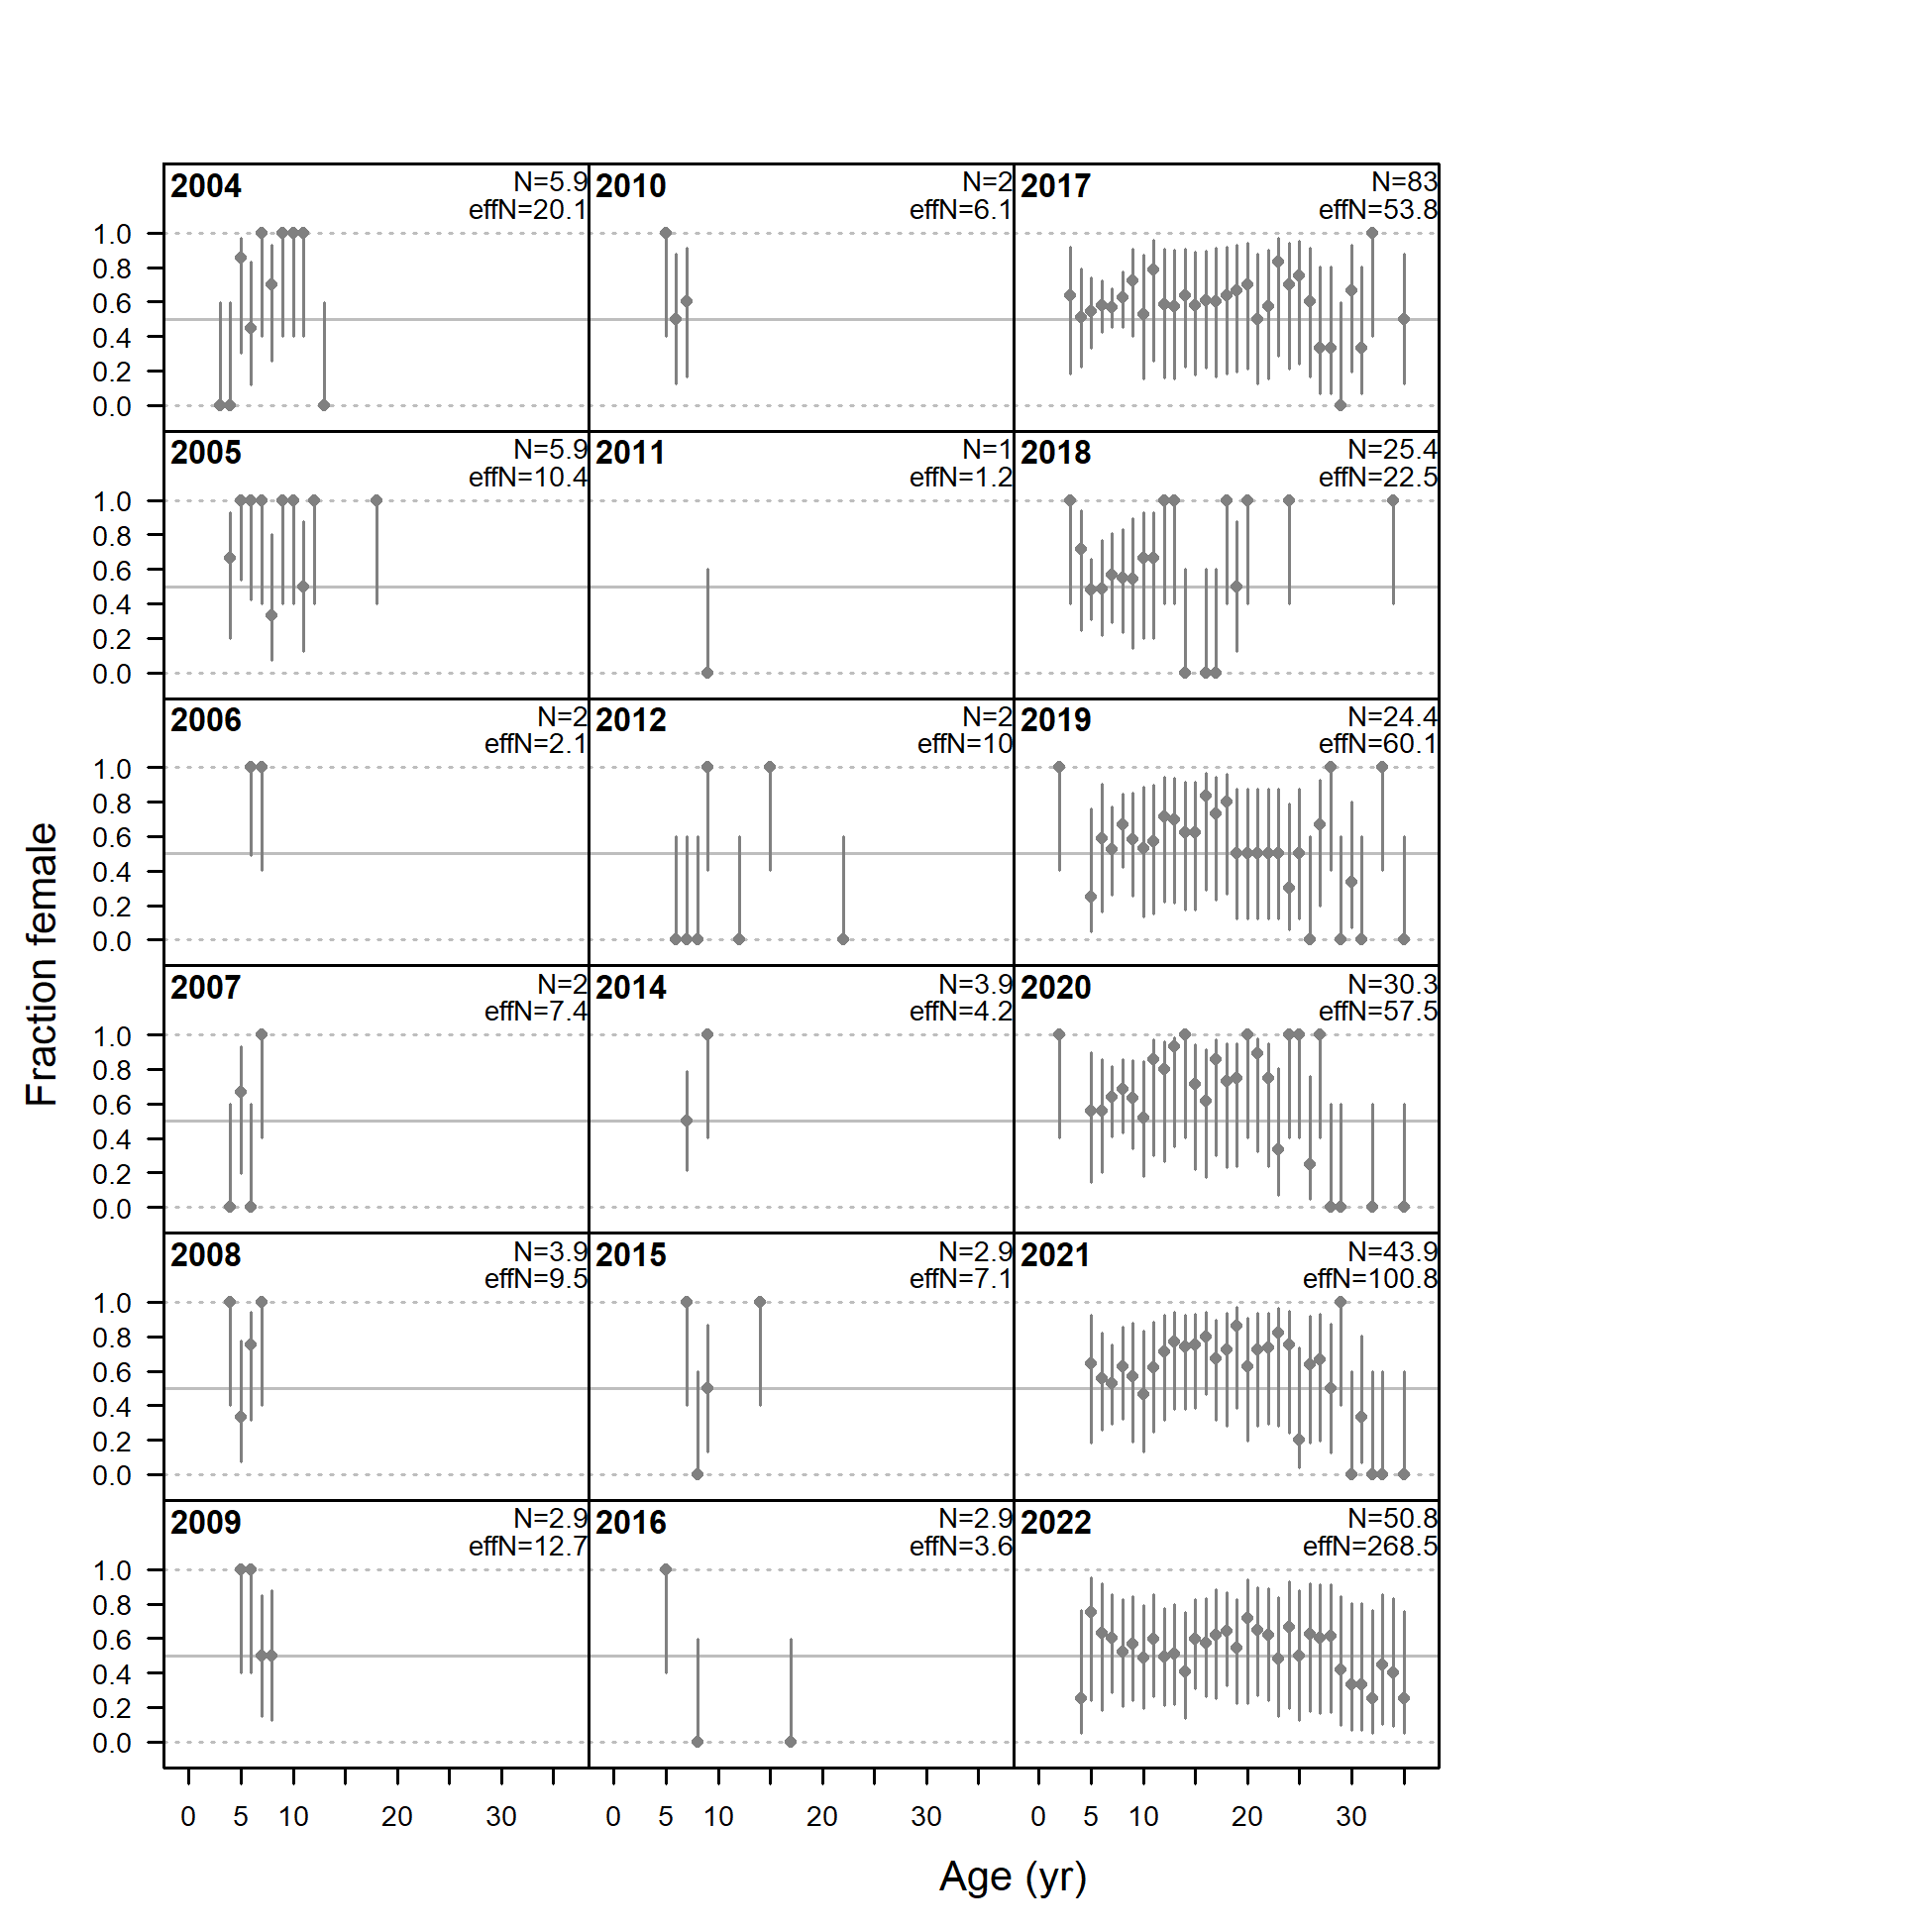 2004
N=5.9
effN=20.1
2010
N=2
effN=6.1
2017
N=83
effN=53.8
1.0
0.8
0.6
0.4
0.2
0.0
2005
N=5.9
effN=10.4
2011
N=1
effN=1.2
2018
N=25.4
effN=22.5
1.0
0.8
0.6
0.4
0.2
0.0
2006
N=2
effN=2.1
2012
N=2
effN=10
2019
N=24.4
effN=60.1
1.0
0.8
0.6
0.4
0.2
0.0
Fraction female
2007
N=2
effN=7.4
2014
N=3.9
effN=4.2
2020
N=30.3
effN=57.5
1.0
0.8
0.6
0.4
0.2
0.0
2008
N=3.9
effN=9.5
2015
N=2.9
effN=7.1
2021
N=43.9
effN=100.8
1.0
0.8
0.6
0.4
0.2
0.0
2009
N=2.9
effN=12.7
2016
N=2.9
effN=3.6
2022
N=50.8
effN=268.5
1.0
0.8
0.6
0.4
0.2
0.0
0 5 10 20 30
0 5 10 20 30
0 5 10 20 30
Age (yr)